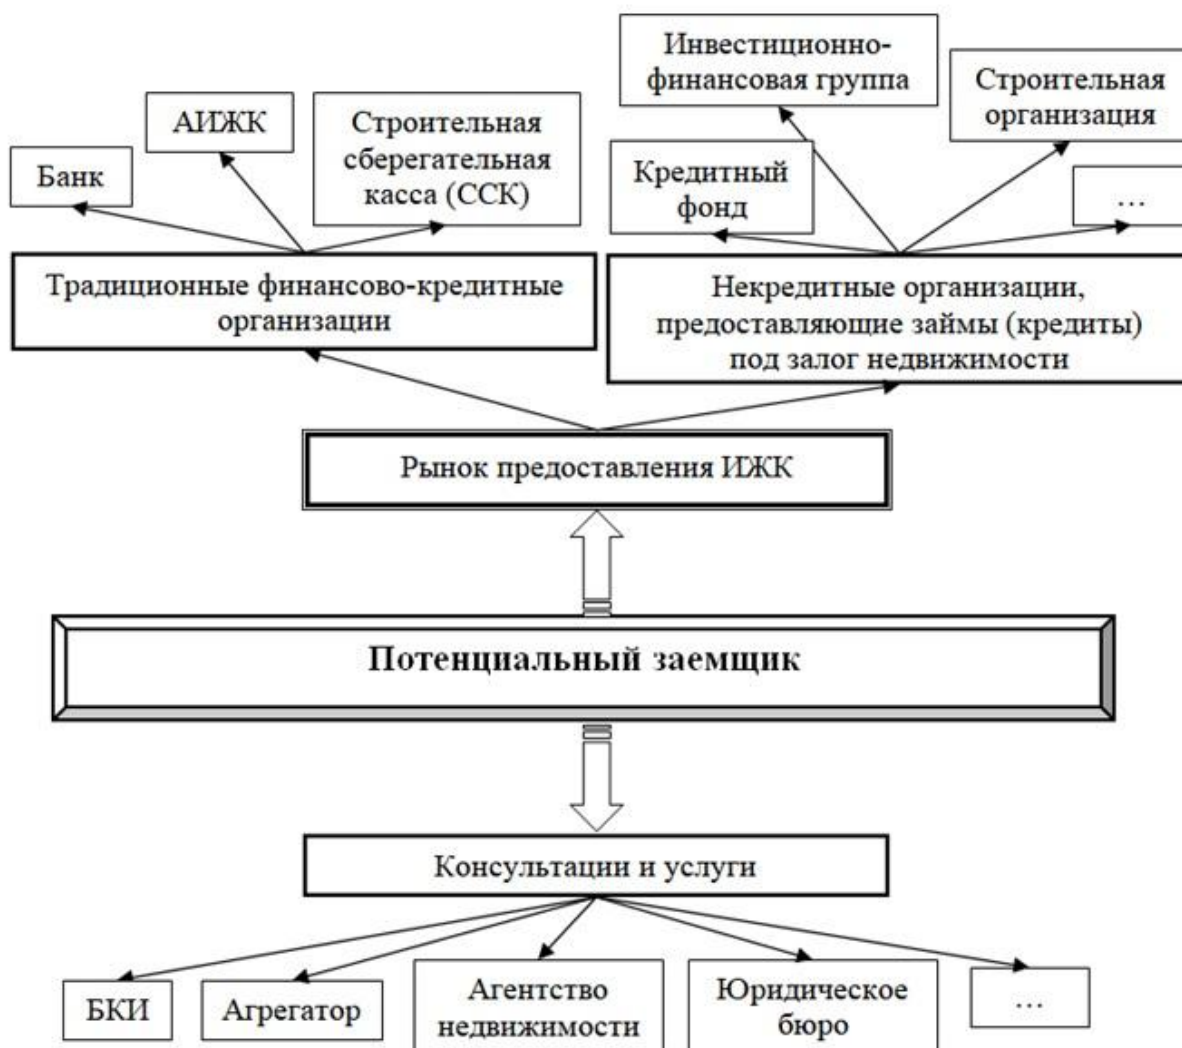 Инвестиционно-
финансовая группа
Строительная
организация
АИЖК
Строительная
сберегательная
касса (ССК)
Банк
Кредитный
фонд
…
Традиционные финансово-кредитные
организации
Некредитные организации,
предоставляющие займы (кредиты)
под залог недвижимости
Рынок предоставления ИЖК
Потенциальный заемщик
Консультации и услуги
БКИ
Агрегатор
Агентство
недвижимости
Юридическое
бюро
…